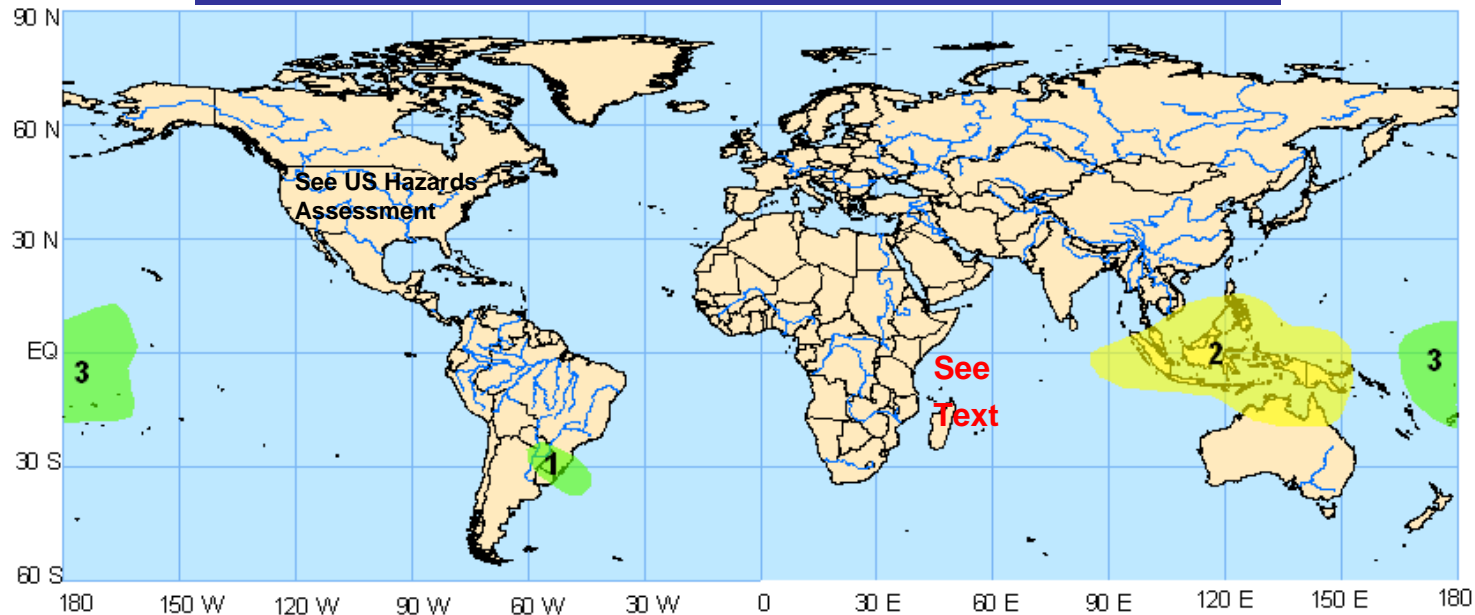 90 N
60 N
See US Hazards
Assessment
30 N
EQ
3
2
3
See
Text
1
30 S
60 S
180 150 W 120 W 90 W 60 W 30 W 0 30 E 60 E 90 E 120 E 150 E 180